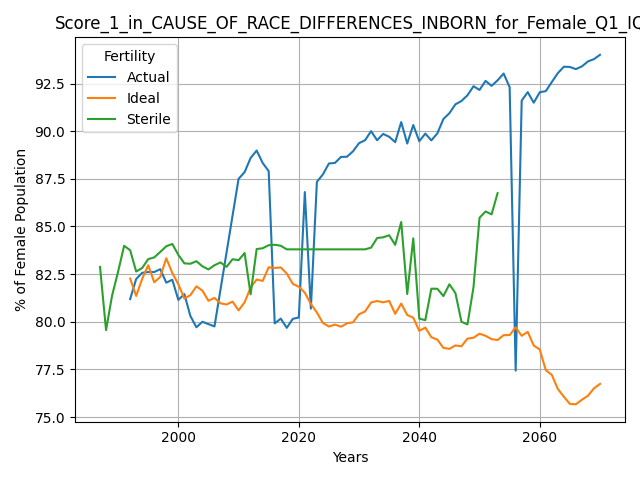 Score_1_in_CAUSE_OF_RACE_DIFFERENCES_INBORN_for_Female_Q1_IQ
Fertility
Actual
Ideal
Sterile
% of Female Population
92.5
90.0
87.5
85.0
82.5
80.0
77.5
75.0
2000
2020
2040
2060
Years